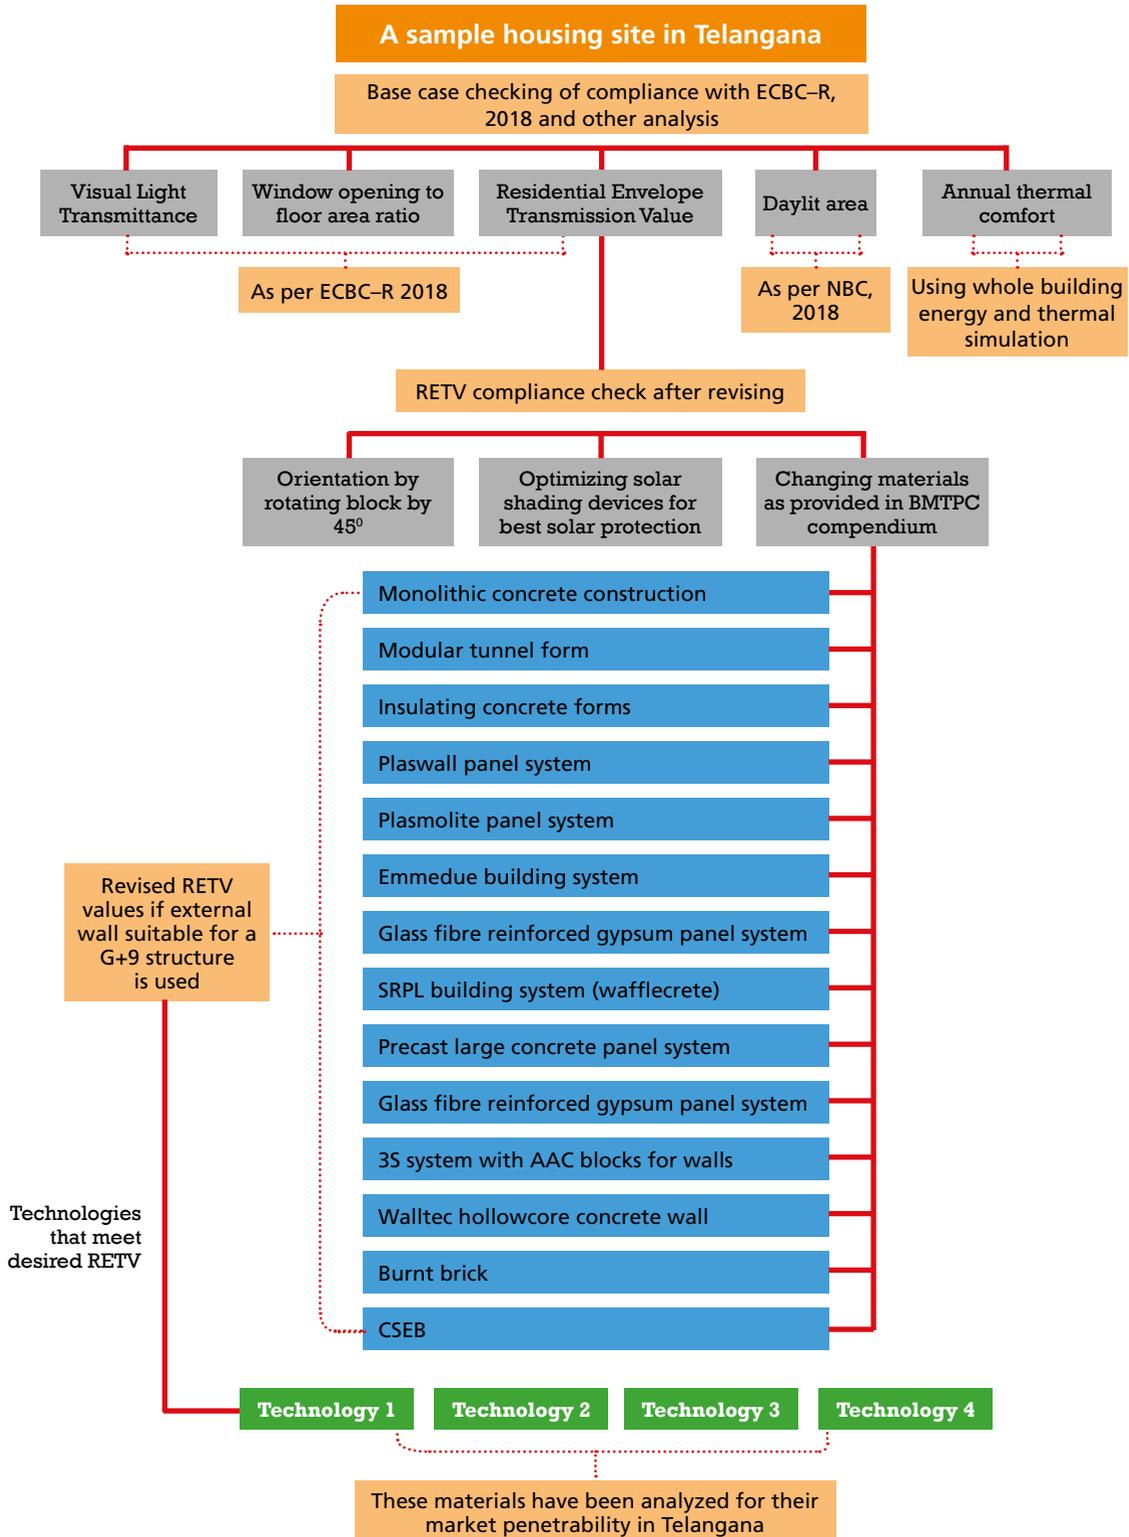 A sample housing site in Telangana
Base case checking of compliance with ECBC–R,
2018 and other analysis
Visual Light
Transmittance
Window opening to
floor area ratio
Residential Envelope
Transmission Value
Daylit area
Annual thermal
comfort
As per ECBC–R 2018
As per NBC,
2018
Using whole building
energy and thermal
simulation
RETV compliance check after revising
Orientation by
rotating block by
45⁰
Optimizing solar
shading devices for
best solar protection
Changing materials
as provided in BMTPC
compendium
Monolithic concrete construction
Modular tunnel form
Insulating concrete forms
Plaswall panel system
Plasmolite panel system
Emmedue building system
Glass fibre reinforced gypsum panel system
SRPL building system (wafflecrete)
Precast large concrete panel system
Glass fibre reinforced gypsum panel system
3S system with AAC blocks for walls
Walltec hollowcore concrete wall
Burnt brick
CSEB
Revised RETV
values if external
wall suitable for a
G+9 structure
is used
Technologies
that meet
desired RETV
Technology 1
Technology 2
Technology 3
Technology 4
These materials have been analyzed for their
market penetrability in Telangana